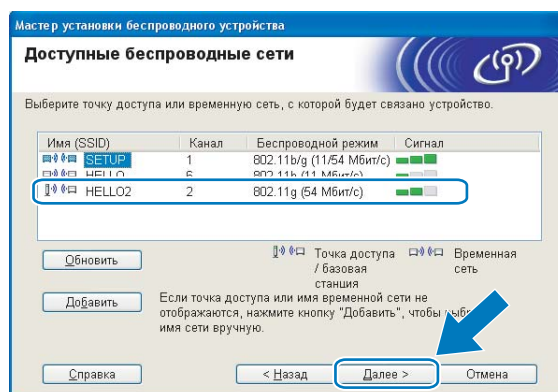 Мастер установки беспроводного устройства
Доступные беспроводные сети
Выберите точку доступа или временную сеть, с которой будет связано устройство.
Имя (SSID) Канал Беспроводной режим Сигнал
SETUP 1 802.11b/g (11/54 Мбит/с)
HELLO 6 802.11b (11 Мбит/с)
HELLO2 2 802.11g (54 Мбит/с)
Обновить
Точка доступа / базовая станция
Временная сеть
Добавить
Если точка доступа или имя временной сети не
отображаются, нажмите кнопку "Добавить", чтобы
имя сети вручную.
Справка < Назад Далее > Отмена